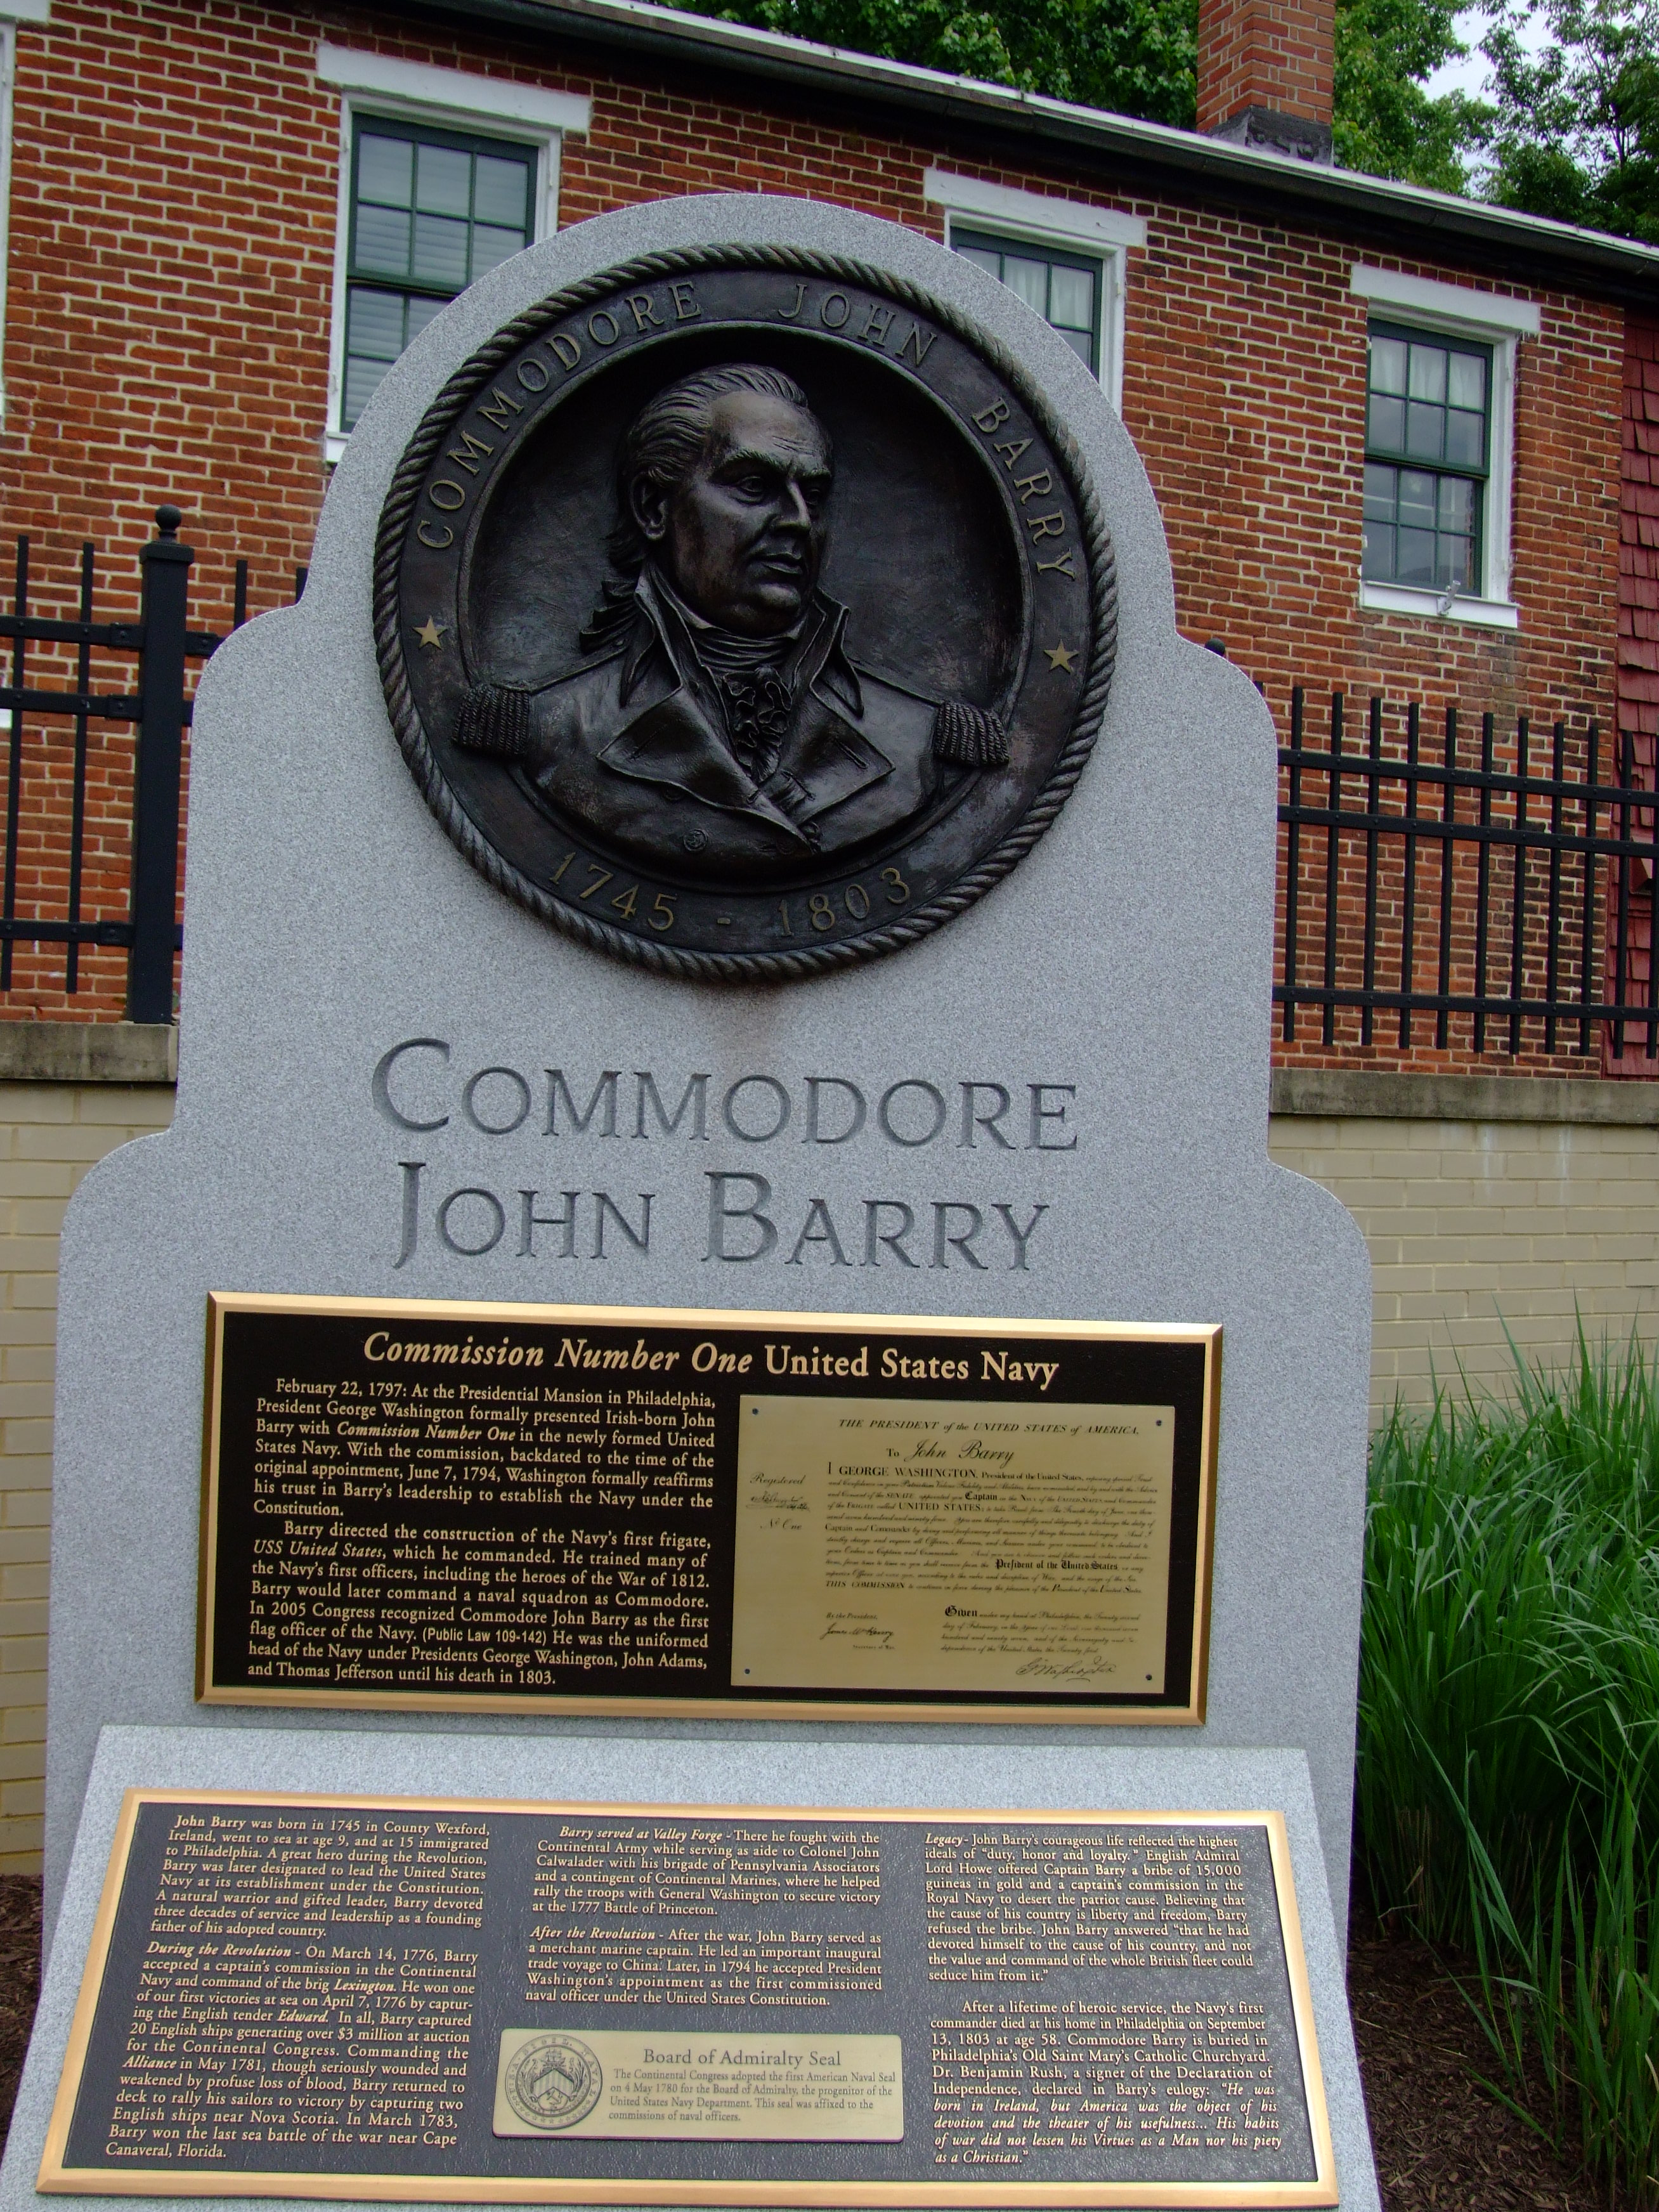 COMMODORE JOHN BARRY
1745 - 1803
COMMODORE
JOHN BARRY
Commission Number One United States Navy
February 22, 1797: At the Presidential Mansion in Philadelphia,
President George Washington formally presented Irish-born John
Barry with Commission Number One in the newly formed United
States Navy. With the commission, backdated to the time of the
original appointment, June 7, 1794, Washington formally reaffirms
his trust in Barry's leadership to establish the Navy under the
Constitution.
Barry directed the construction of the Navy's first frigate,
USS United States, which he commanded. He trained many of
the Navy's first officers, including the heroes of the War of 1812.
Barry would later command a naval squadron as Commodore.
In 2005 Congress recognized Commodore John Barry as the first
flag officer of the Navy. (Public Law 109-142) He was the uniformed
head of the Navy under Presidents George Washington, John Adams,
and Thomas Jefferson until his death in 1803.
THE PRESIDENT of the UNITED STATES of AMERICA,
To John Barry
I GEORGE WASHINGTON, President of the United States,
Registered
No One
Captain
UNITED STATES
Captain and Commander
President of the United States
THIS COMMISSION
By the President,
Given
John Barry was born in 1745 in County Wexford,
Ireland, went to sea at age 9, and at 15 immigrated
to Philadelphia. A great hero during the Revolution,
Barry was later designated to lead the United States
Navy at its establishment under the Constitution.
A natural warrior and gifted leader, Barry devoted
three decades of service and leadership as a founding
father of his adopted country.
During the Revolution - On March 14, 1776, Barry
accepted a captain's commission in the Continental
Navy and command of the brig Lexington. He won one
of our first victories at sea on April 7, 1776 by captur-
ing the English tender Edward. In all, Barry captured
20 English ships generating over $3 million at auction
for the Continental Congress. Commanding the
Alliance in May 1781, though seriously wounded and
weakened by profuse loss of blood, Barry returned to
deck to rally his sailors to victory by capturing two
English ships near Nova Scotia. In March 1783,
Barry won the last sea battle of the war near Cape
Canaveral, Florida.
Barry served at Valley Forge - There he fought with the
Continental Army while serving as aide to Colonel John
Calwalader with his brigade of Pennsylvania Associators
and a contingent of Continental Marines, where he helped
rally the troops with General Washington to secure victory
at the 1777 Battle of Princeton.
After the Revolution - After the war, John Barry served as
a merchant marine captain. He led an important inaugural
trade voyage to China. Later, in 1794 he accepted President
Washington's appointment as the first commissioned
naval officer under the United States Constitution.
Board of Admiralty Seal
The Continental Congress adopted the first American Naval Seal
on 4 May 1780 for the Board of Admiralty, the progenitor of the
United States Navy Department. This seal was affixed to the
commissions of naval officers.
Legacy- John Barry's courageous life reflected the highest
ideals of "duty, honor and loyalty." English Admiral
Lord Howe offered Captain Barry a bribe of 15,000
guineas in gold and a captain's commission in the
Royal Navy to desert the patriot cause. Believing that
the cause of his country is liberty and freedom, Barry
refused the bribe. John Barry answered "that he had
devoted himself to the cause of his country, and not
the value and command of the whole British fleet could
seduce him from it."
After a lifetime of heroic service, the Navy's first
commander died at his home in Philadelphia on September
13, 1803 at age 58. Commodore Barry is buried in
Philadelphia's Old Saint Mary's Catholic Churchyard.
Dr. Benjamin Rush, a signer of the Declaration of
Independence, declared in Barry's eulogy: "He was
born in Ireland, but America was the object of his
devotion and the theater of his usefulness... His habits
of war did not lessen his Virtues as a Man nor his piety
as a Christian."